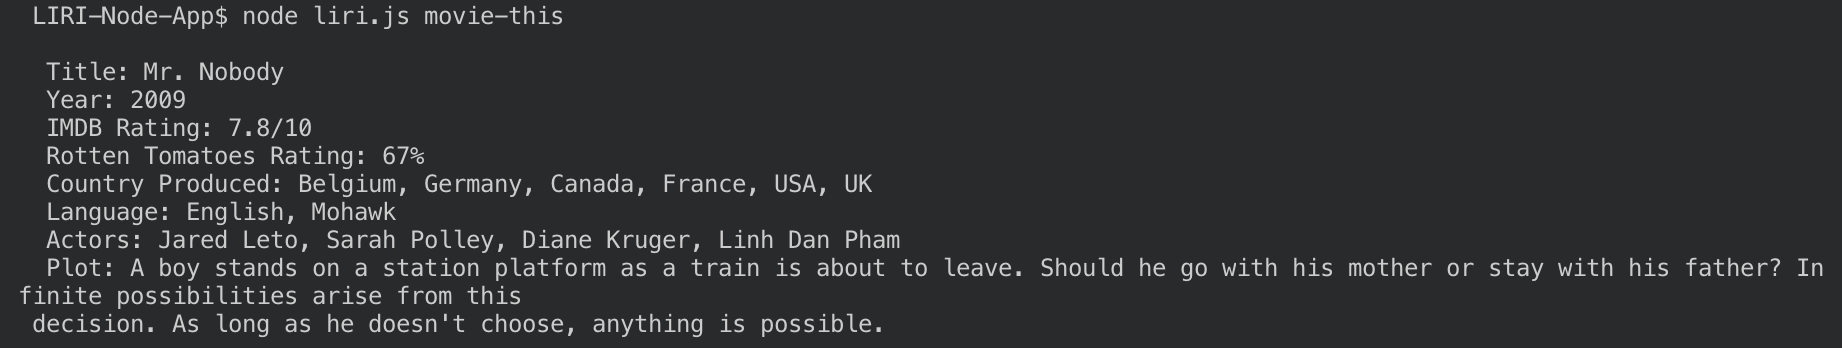 LIRI-Node-App$ node liri.js movie-this
Title: Mr. Nobody
Year: 2009
IMDB Rating: 7.8/10
Rotten Tomatoes Rating: 67%
Country Produced: Belgium, Germany, Canada, France, USA, UK
Language: English, Mohawk
Actors: Jared Leto, Sarah Polley, Diane Kruger, Linh Dan Pham
Plot: A boy stands on a station platform as a train is about to leave. Should he go with his mother or stay with his father? In
finite possibilities arise from this
decision. As long as he doesn't choose, anything is possible.